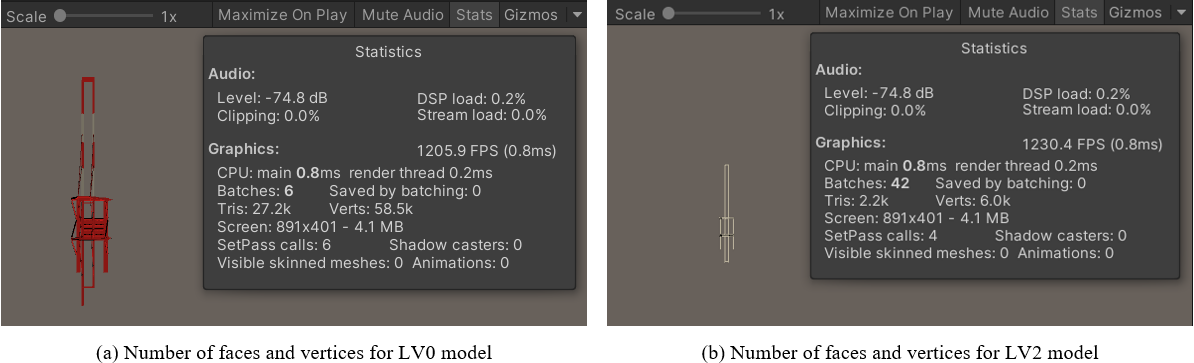 Scale 1x Maximize On Play Mute Audio Stats Gizmos
Statistics
Audio:
Level: -74.8 dB DSP load: 0.2%
Clipping: 0.0% Stream load: 0.0%
Graphics: 1205.9 FPS (0.8ms)
CPU: main 0.8ms render thread 0.2ms
Batches: 6 Saved by batching: 0
Tris: 27.2k Verts: 58.5k
Screen: 891x401 - 4.1 MB
SetPass calls: 6 Shadow casters: 0
Visible skinned meshes: 0 Animations: 0
(a) Number of faces and vertices for LV0 model
Scale 1x Maximize On Play Mute Audio Stats Gizmos
Statistics
Audio:
Level: -74.8 dB DSP load: 0.2%
Clipping: 0.0% Stream load: 0.0%
Graphics: 1230.4 FPS (0.8ms)
CPU: main 0.8ms render thread 0.2ms
Batches: 42 Saved by batching: 0
Tris: 2.2k Verts: 6.0k
Screen: 891x401 - 4.1 MB
SetPass calls: 4 Shadow casters: 0
Visible skinned meshes: 0 Animations: 0
(b) Number of faces and vertices for LV2 model